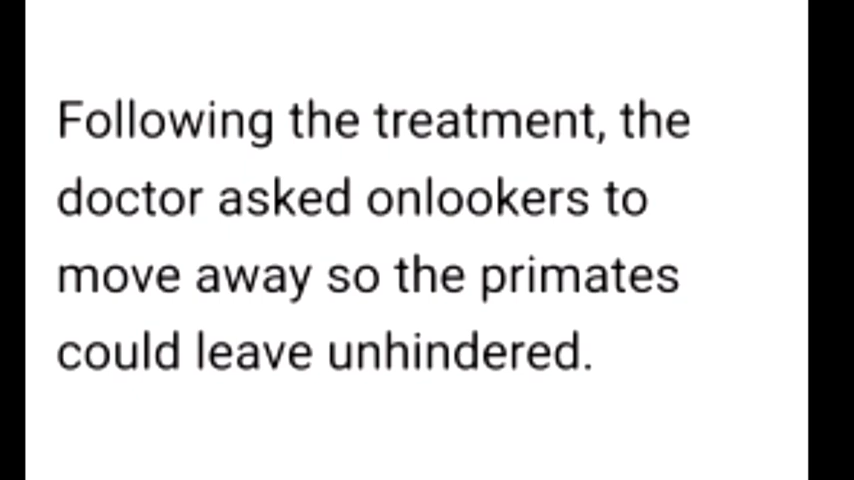 Following the treatment, the
doctor asked onlookers to
move away so the primates
could leave unhindered.